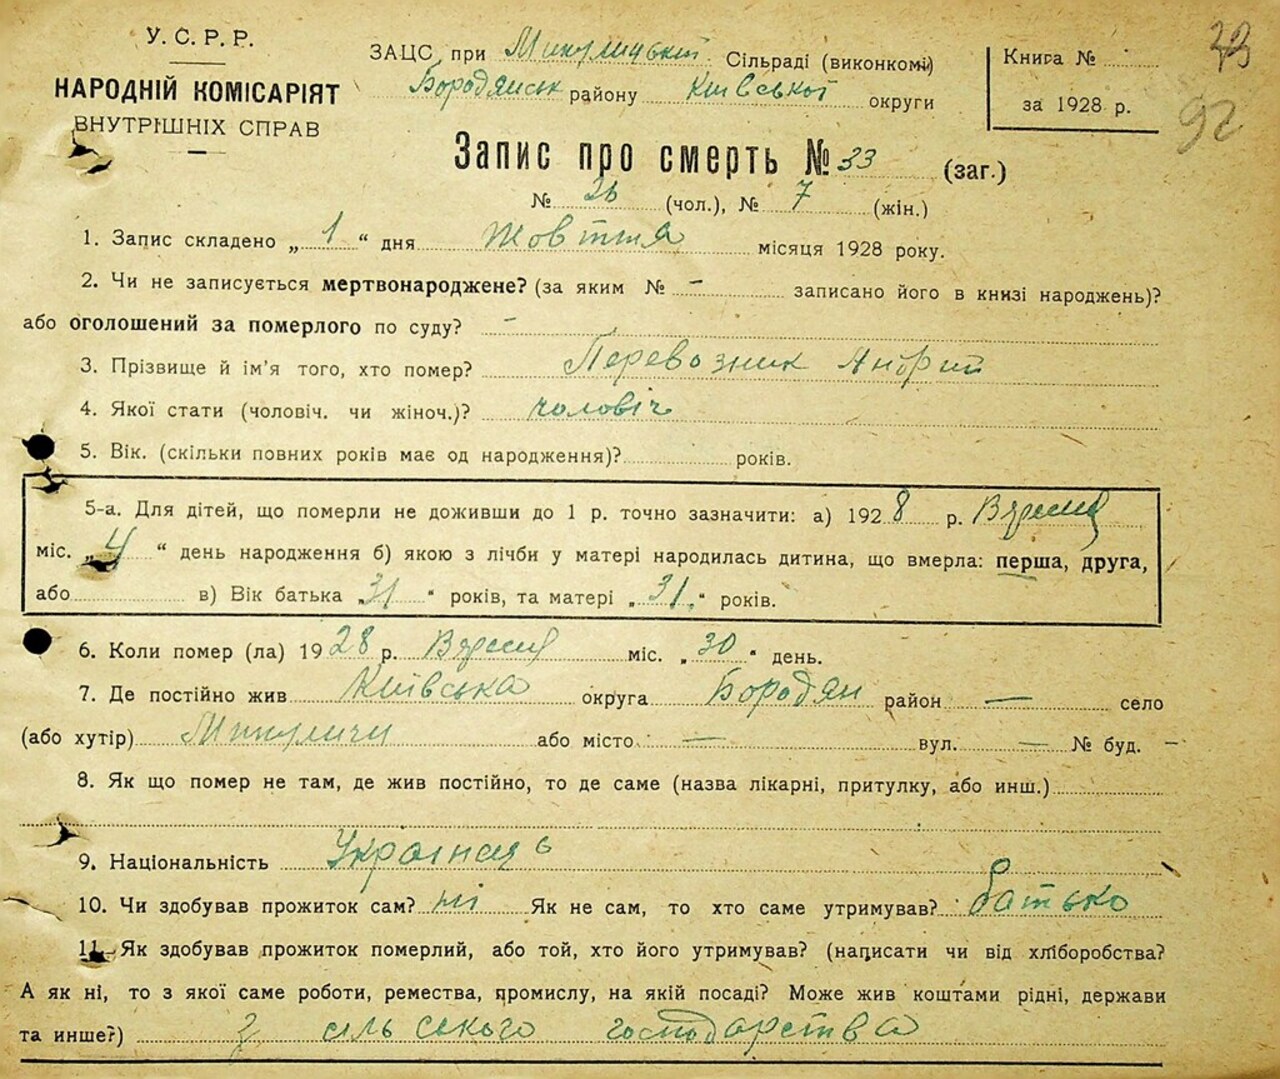 У. С. Р. Р.
НАРОДНІЙ КОМІСАРІЯТ
ВНУТРІШНІХ СПРАВ
ЗАЦС при Микулицькій Сільраді (виконкомі)
Бородянськ району Київської округи
Книга №
за 1928 р.
92
Запис про смерть № 33 (заг.)
№ 26 (чол.), № 7 (жін.)
1. Запис складено „ 1 “ дня Жовтня місяця 1928 року.
2. Чи не записується мертвонароджене? (за яким № - записано його в книзі народжень)?
або оголошений за померлого по суду? -
3. Прізвище й ім’я того, хто помер? Перевозник Андрій
4. Якої стати (чоловіч. чи жіноч.)? чоловіч
5. Вік. (скільки повних років має од народження)? років.
5-а. Для дітей, що померли не доживши до 1 р. точно зазначити: а) 1928 р. Вересня
міс. „ 4 “ день народження б) якою з лічби у матері народилась дитина, що вмерла: перша, друга,
або в) Вік батька „ 31 “ років, та матері „ 31. “ років.
6. Коли помер (ла) 1928 р. Вересня міс. „ 30 “ день.
7. Де постійно жив Київська округа Бородян район — село
(або хутір) Микуличи або місто — вул. — № буд. —
8. Як що помер не там, де жив постійно, то де саме (назва лікарні, притулку, або инш.)
9. Національність Українець
10. Чи здобував прожиток сам? ні Як не сам, то хто саме утримував? батько
11. Як здобував прожиток померлий, або той, хто його утримував? (написати чи від хліборобства?
А як ні, то з якої саме роботи, ремества, промислу, на якій посаді? Може жив коштами рідні, держави
та инше?) з сільського господарства